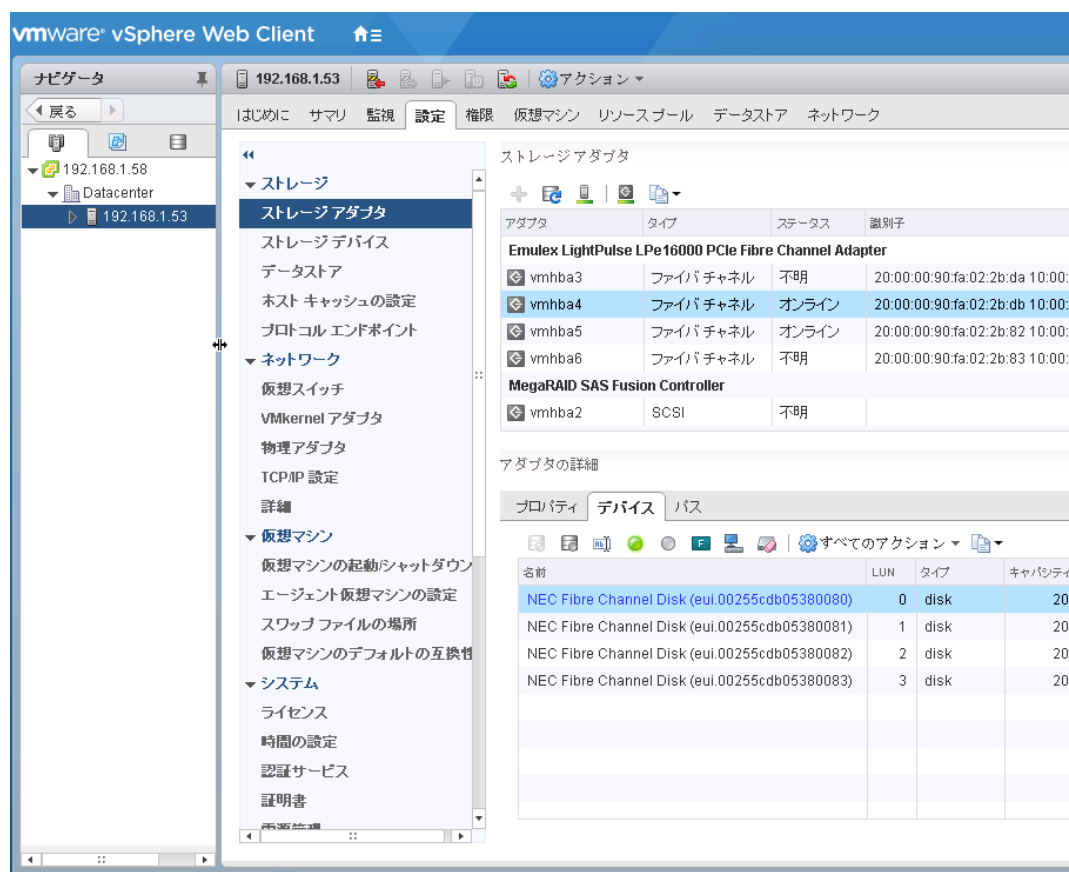 vmware® vSphere Web Client
ナビゲータ
戻る
192.168.1.58
Datacenter
192.168.1.53
192.168.1.53 アクション
はじめに サマリ 監視 設定 権限 仮想マシン リソース プール データストア ネットワーク
ストレージ
ストレージ アダプタ
ストレージ デバイス
データストア
ホスト キャッシュの設定
プロトコル エンドポイント
ネットワーク
仮想スイッチ
VMkernel アダプタ
物理アダプタ
TCP/IP 設定
詳細
仮想マシン
仮想マシンの起動/シャットダウン
エージェント仮想マシンの設定
スワップ ファイルの場所
仮想マシンのデフォルトの互換性
システム
ライセンス
時間の設定
認証サービス
証明書
ストレージ アダプタ
アダプタ タイプ ステータス 識別子
Emulex LightPulse LPe16000 PCIe Fibre Channel Adapter
vmhba3 ファイバ チャネル 不明 20:00:00:90:fa:02:2b:da 10:00:
vmhba4 ファイバ チャネル オンライン 20:00:00:90:fa:02:2b:db 10:00:
vmhba5 ファイバ チャネル オンライン 20:00:00:90:fa:02:2b:82 10:00:
vmhba6 ファイバ チャネル 不明 20:00:00:90:fa:02:2b:83 10:00:
MegaRAID SAS Fusion Controller
vmhba2 SCSI 不明
アダプタの詳細
プロパティ デバイス パス
すべてのアクション
名前 LUN タイプ キャパシティ
NEC Fibre Channel Disk (eui.00255cdb05380080) 0 disk 20
NEC Fibre Channel Disk (eui.00255cdb05380081) 1 disk 20
NEC Fibre Channel Disk (eui.00255cdb05380082) 2 disk 20
NEC Fibre Channel Disk (eui.00255cdb05380083) 3 disk 20